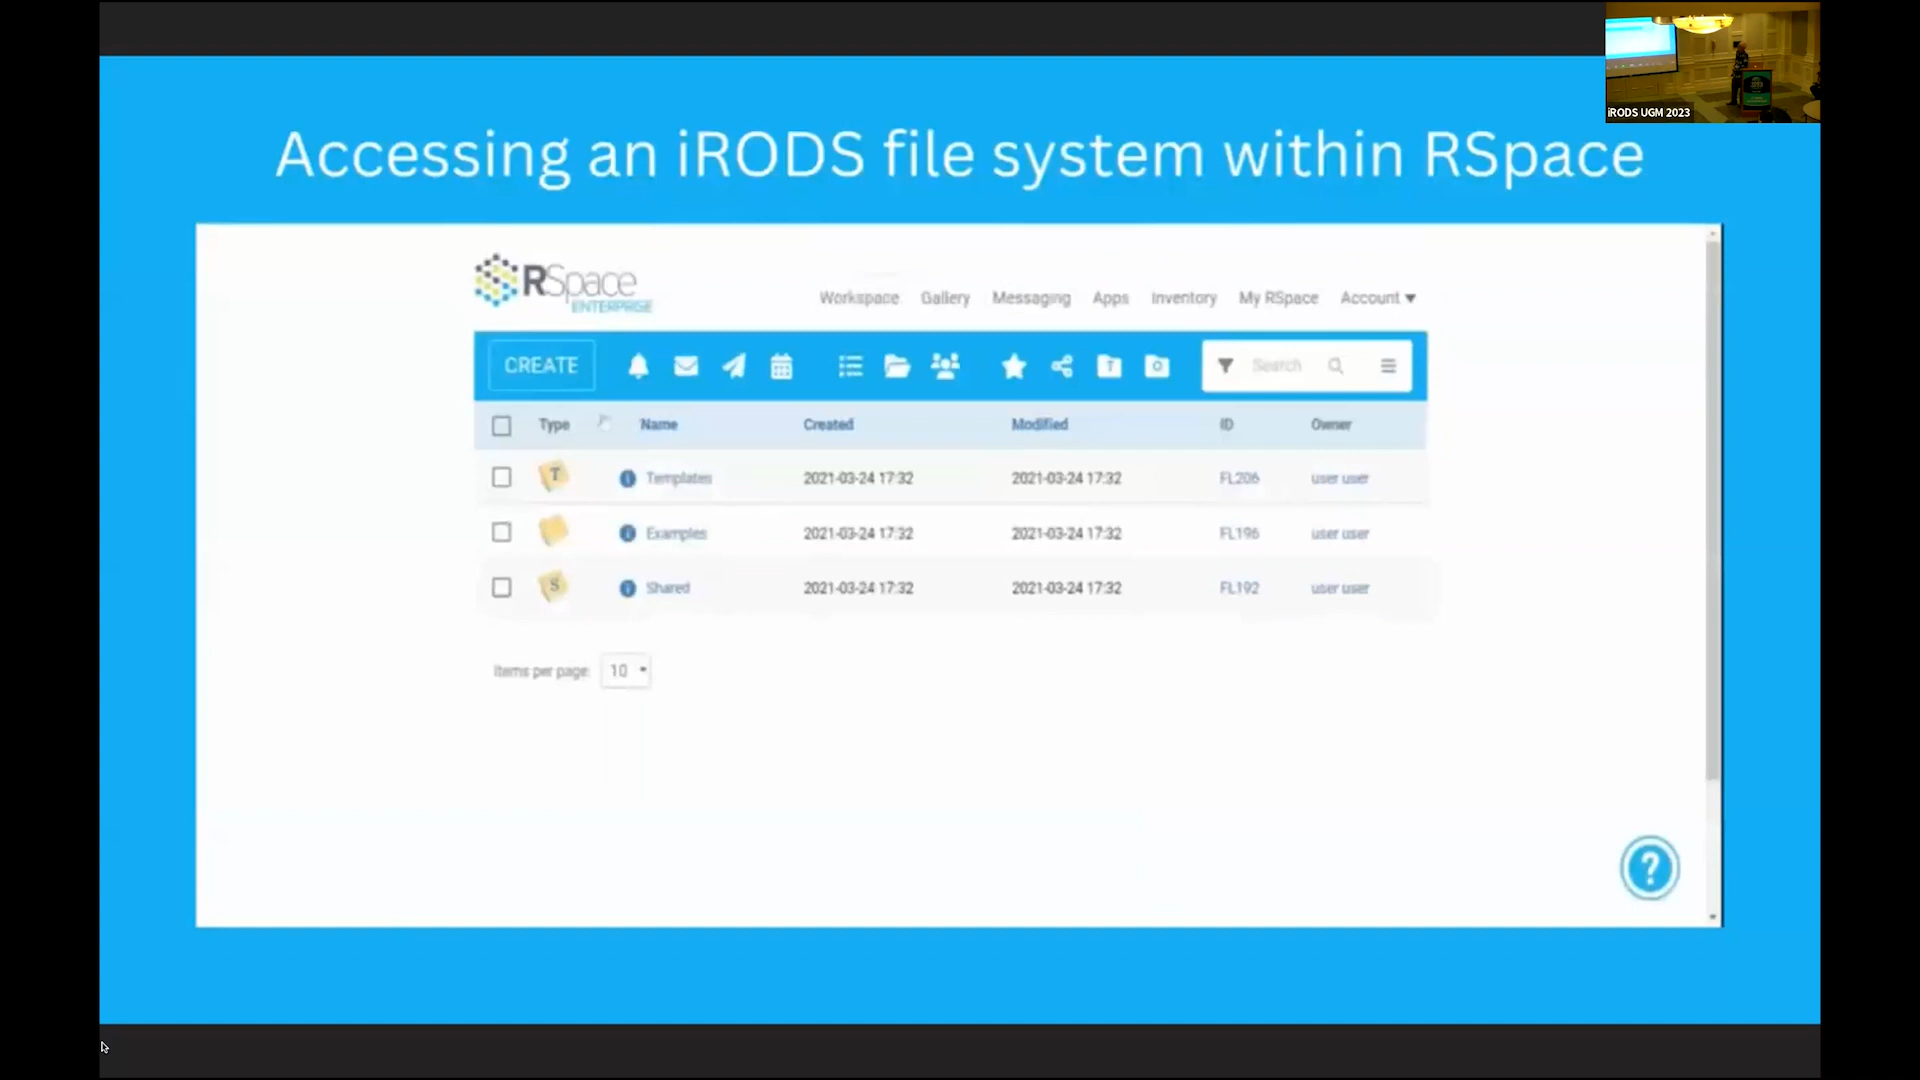 iRODS UGM 2023
Accessing an iRODS file system within RSpace
RSpace
ENTERPRISE
Workspace Gallery Messaging Apps Inventory My RSpace Account
CREATE Search
Type Name Created Modified ID Owner
T Templates 2021-03-24 17:32 2021-03-24 17:32 FL206 user user
Examples 2021-03-24 17:32 2021-03-24 17:32 FL196 user user
S Shared 2021-03-24 17:32 2021-03-24 17:32 FL192 user user
Items per page: 10